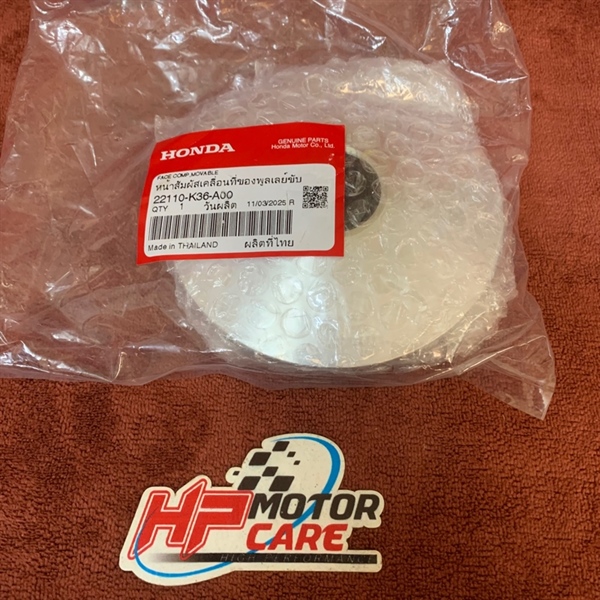 HONDA
GENUINE PARTS
Honda Motor Co., Ltd.
FACE COMP, MOVABLE
หน้าสัมผัสเคลื่อนที่ของพูลเลย์ขับ
22110-K36-A00
QTY 1 วันผลิต 11/03/2025 R
Made in THAILAND ผลิตที่ไทย
HP MOTOR
CARE
HIGH PERFORMANCE